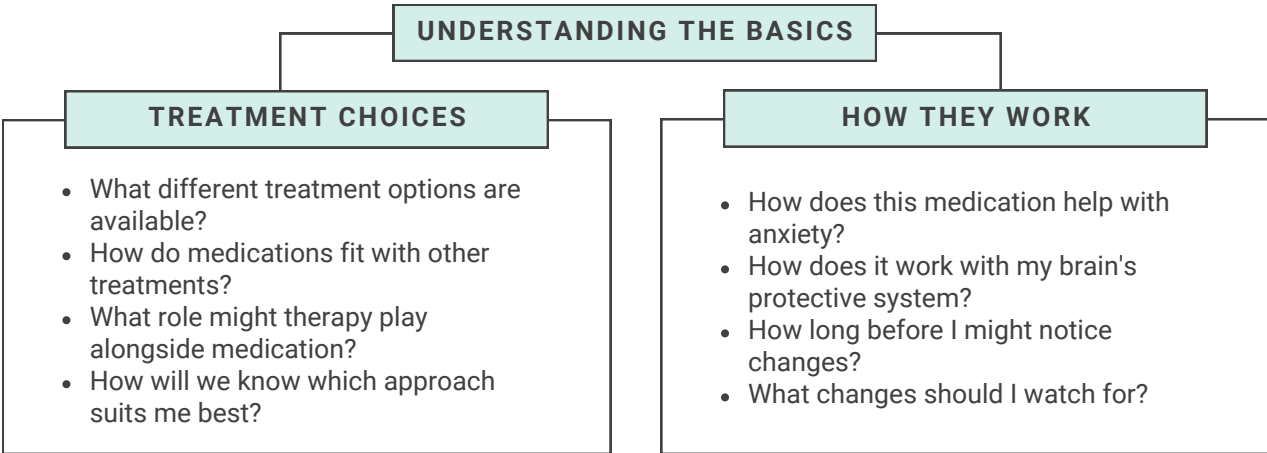 UNDERSTANDING THE BASICS
TREATMENT CHOICES
• What different treatment options are
available?
• How do medications fit with other
treatments?
• What role might therapy play
alongside medication?
• How will we know which approach
suits me best?
HOW THEY WORK
• How does this medication help with
anxiety?
• How does it work with my brain's
protective system?
• How long before I might notice
changes?
• What changes should I watch for?